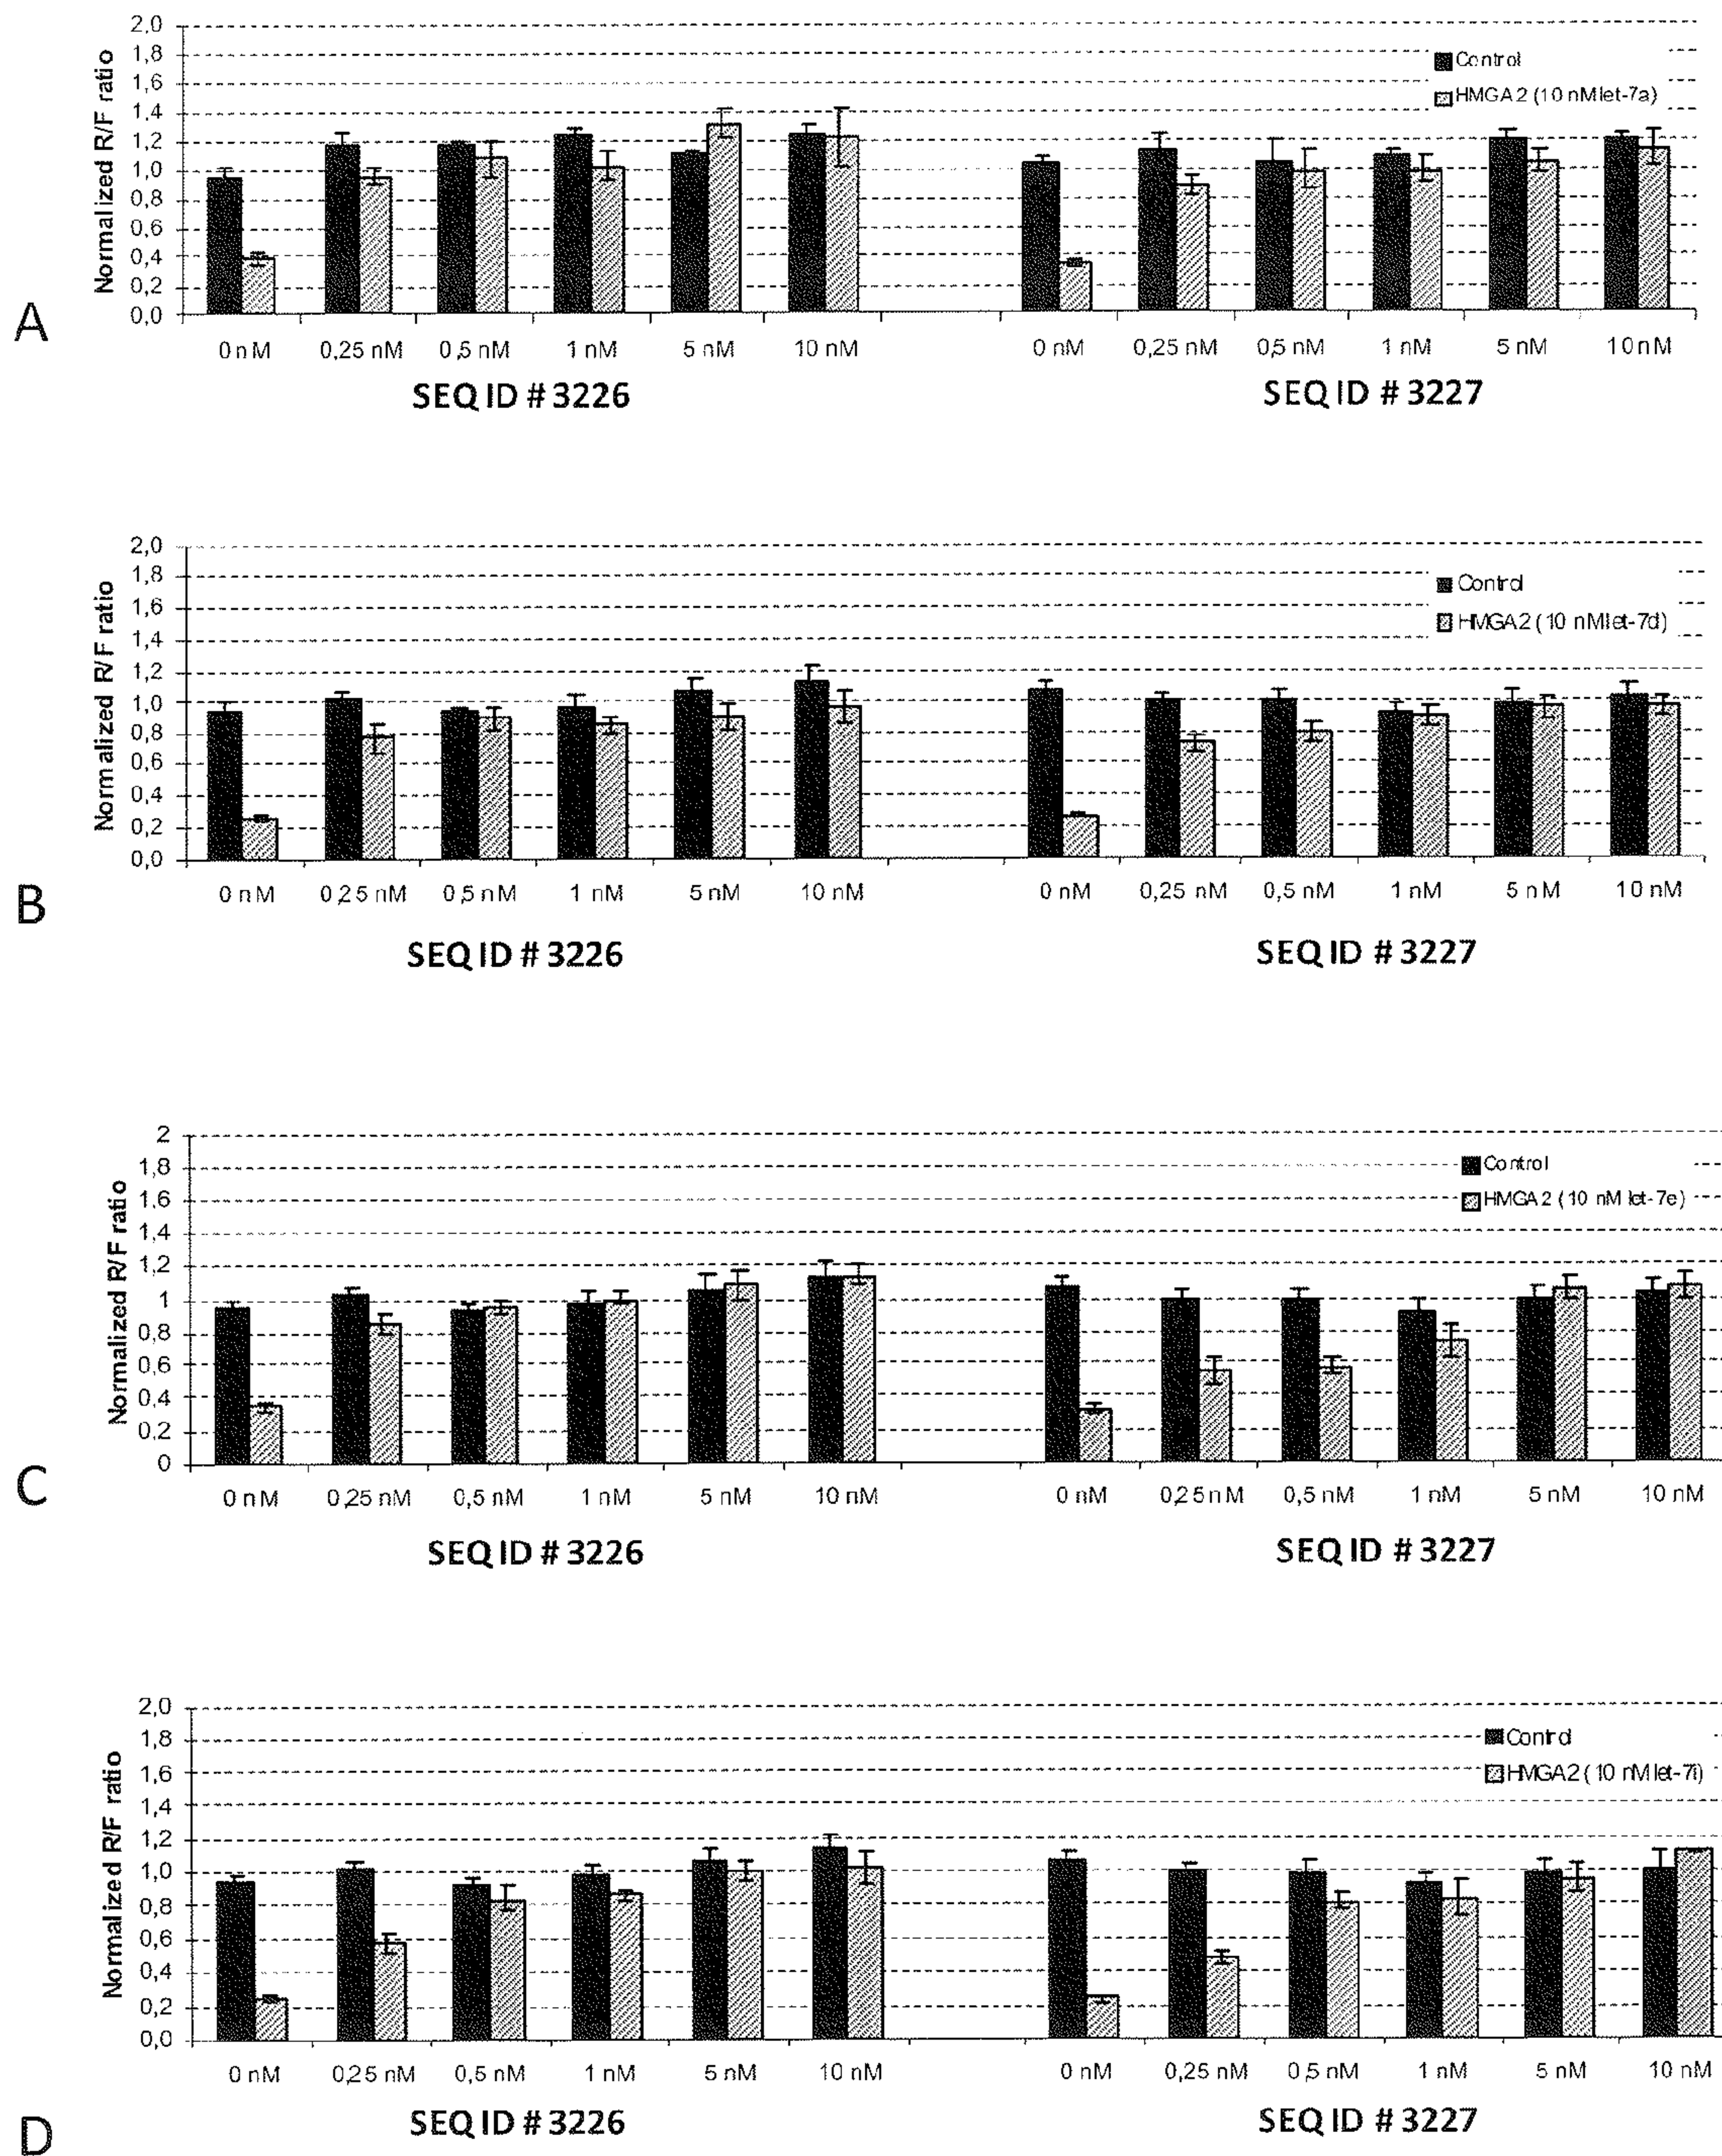 2,0
1,8
1,6
1,4
1,2
1,0
0,8
0,6
0,4
0,2
0,0
Normalized R/F ratio
Control
HMGA2 (10 nM let-7a)
A
0 nM 0,25 nM 0,5 nM 1 nM 5 nM 10 nM 0 nM 0,25 nM 0,5 nM 1 nM 5 nM 10 nM
SEQ ID # 3226 SEQ ID # 3227
2,0
1,8
1,6
1,4
1,2
1,0
0,8
0,6
0,4
0,2
0,0
Normalized R/F ratio
Control
HMGA2 (10 nM let-7d)
B
0 nM 0,25 nM 0,5 nM 1 nM 5 nM 10 nM 0 nM 0,25 nM 0,5 nM 1 nM 5 nM 10 nM
SEQ ID # 3226 SEQ ID # 3227
2
1,8
1,6
1,4
1,2
1
0,8
0,6
0,4
0,2
0
Normalized R/F ratio
Control
HMGA2 (10 nM let-7e)
C
0 nM 0,25 nM 0,5 nM 1 nM 5 nM 10 nM 0 nM 0,25 nM 0,5 nM 1 nM 5 nM 10 nM
SEQ ID # 3226 SEQ ID # 3227
2,0
1,8
1,6
1,4
1,2
1,0
0,8
0,6
0,4
0,2
0,0
Normalized R/F ratio
Control
HMGA2 (10 nM let-7i)
0 nM 0,25 nM 0,5 nM 1 nM 5 nM 10 nM 0 nM 0,25 nM 0,5 nM 1 nM 5 nM 10 nM
SEQ ID # 3226 SEQ ID # 3227
D